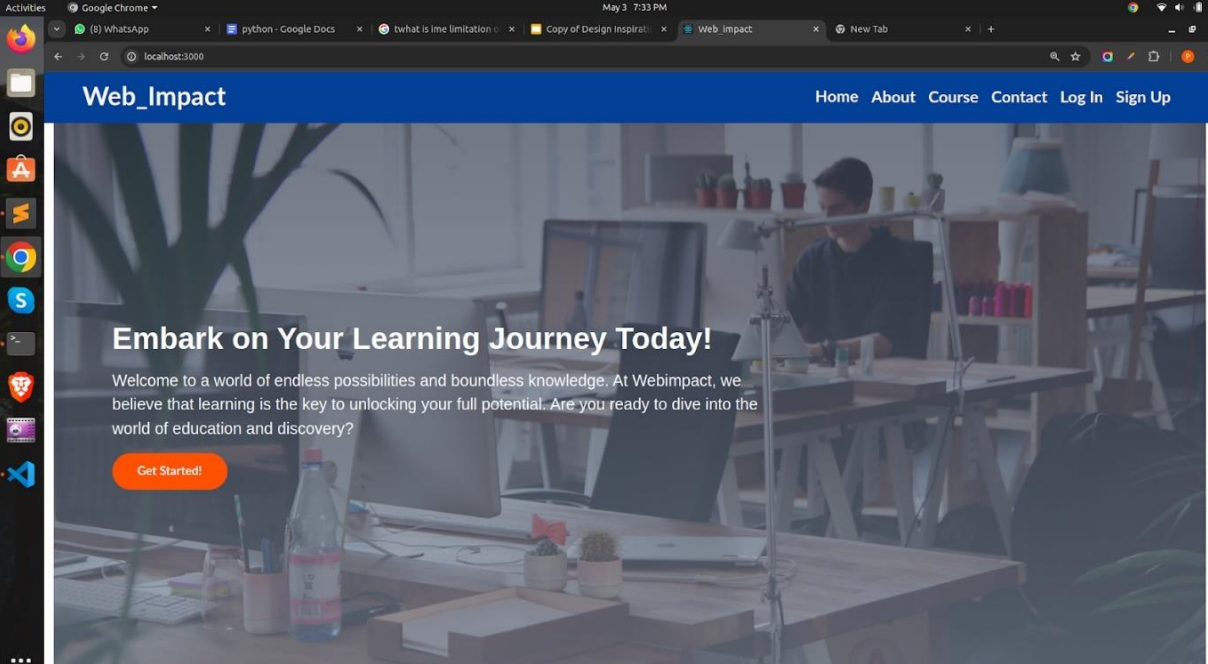 Activities
Google Chrome
May 3 7:33 PM
(8) WhatsApp
python - Google Docs
twhat is ime limitation o
Copy of Design Inspirati
Web_impact
New Tab
localhost:3000
P
Web_Impact
Home About Course Contact Log In Sign Up
Embark on Your Learning Journey Today!
Welcome to a world of endless possibilities and boundless knowledge. At Webimpact, we
believe that learning is the key to unlocking your full potential. Are you ready to dive into the
world of education and discovery?
Get Started!